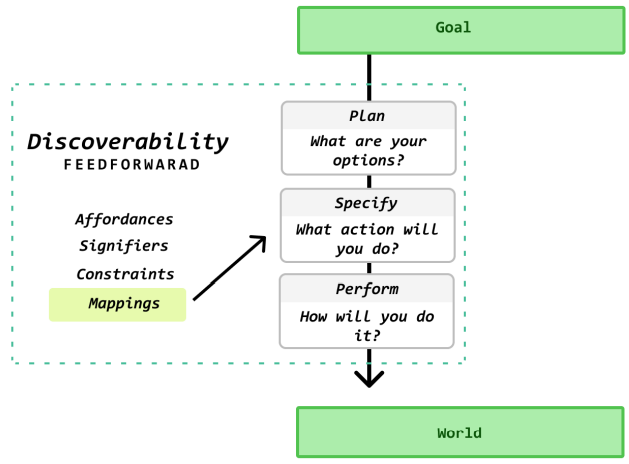 Goal
Discoverability
FEEDFORWARAD
Affordances
Signifiers
Constraints
Mappings
Plan
What are your
options?
Specify
What action will
you do?
Perform
How will you do
it?
World